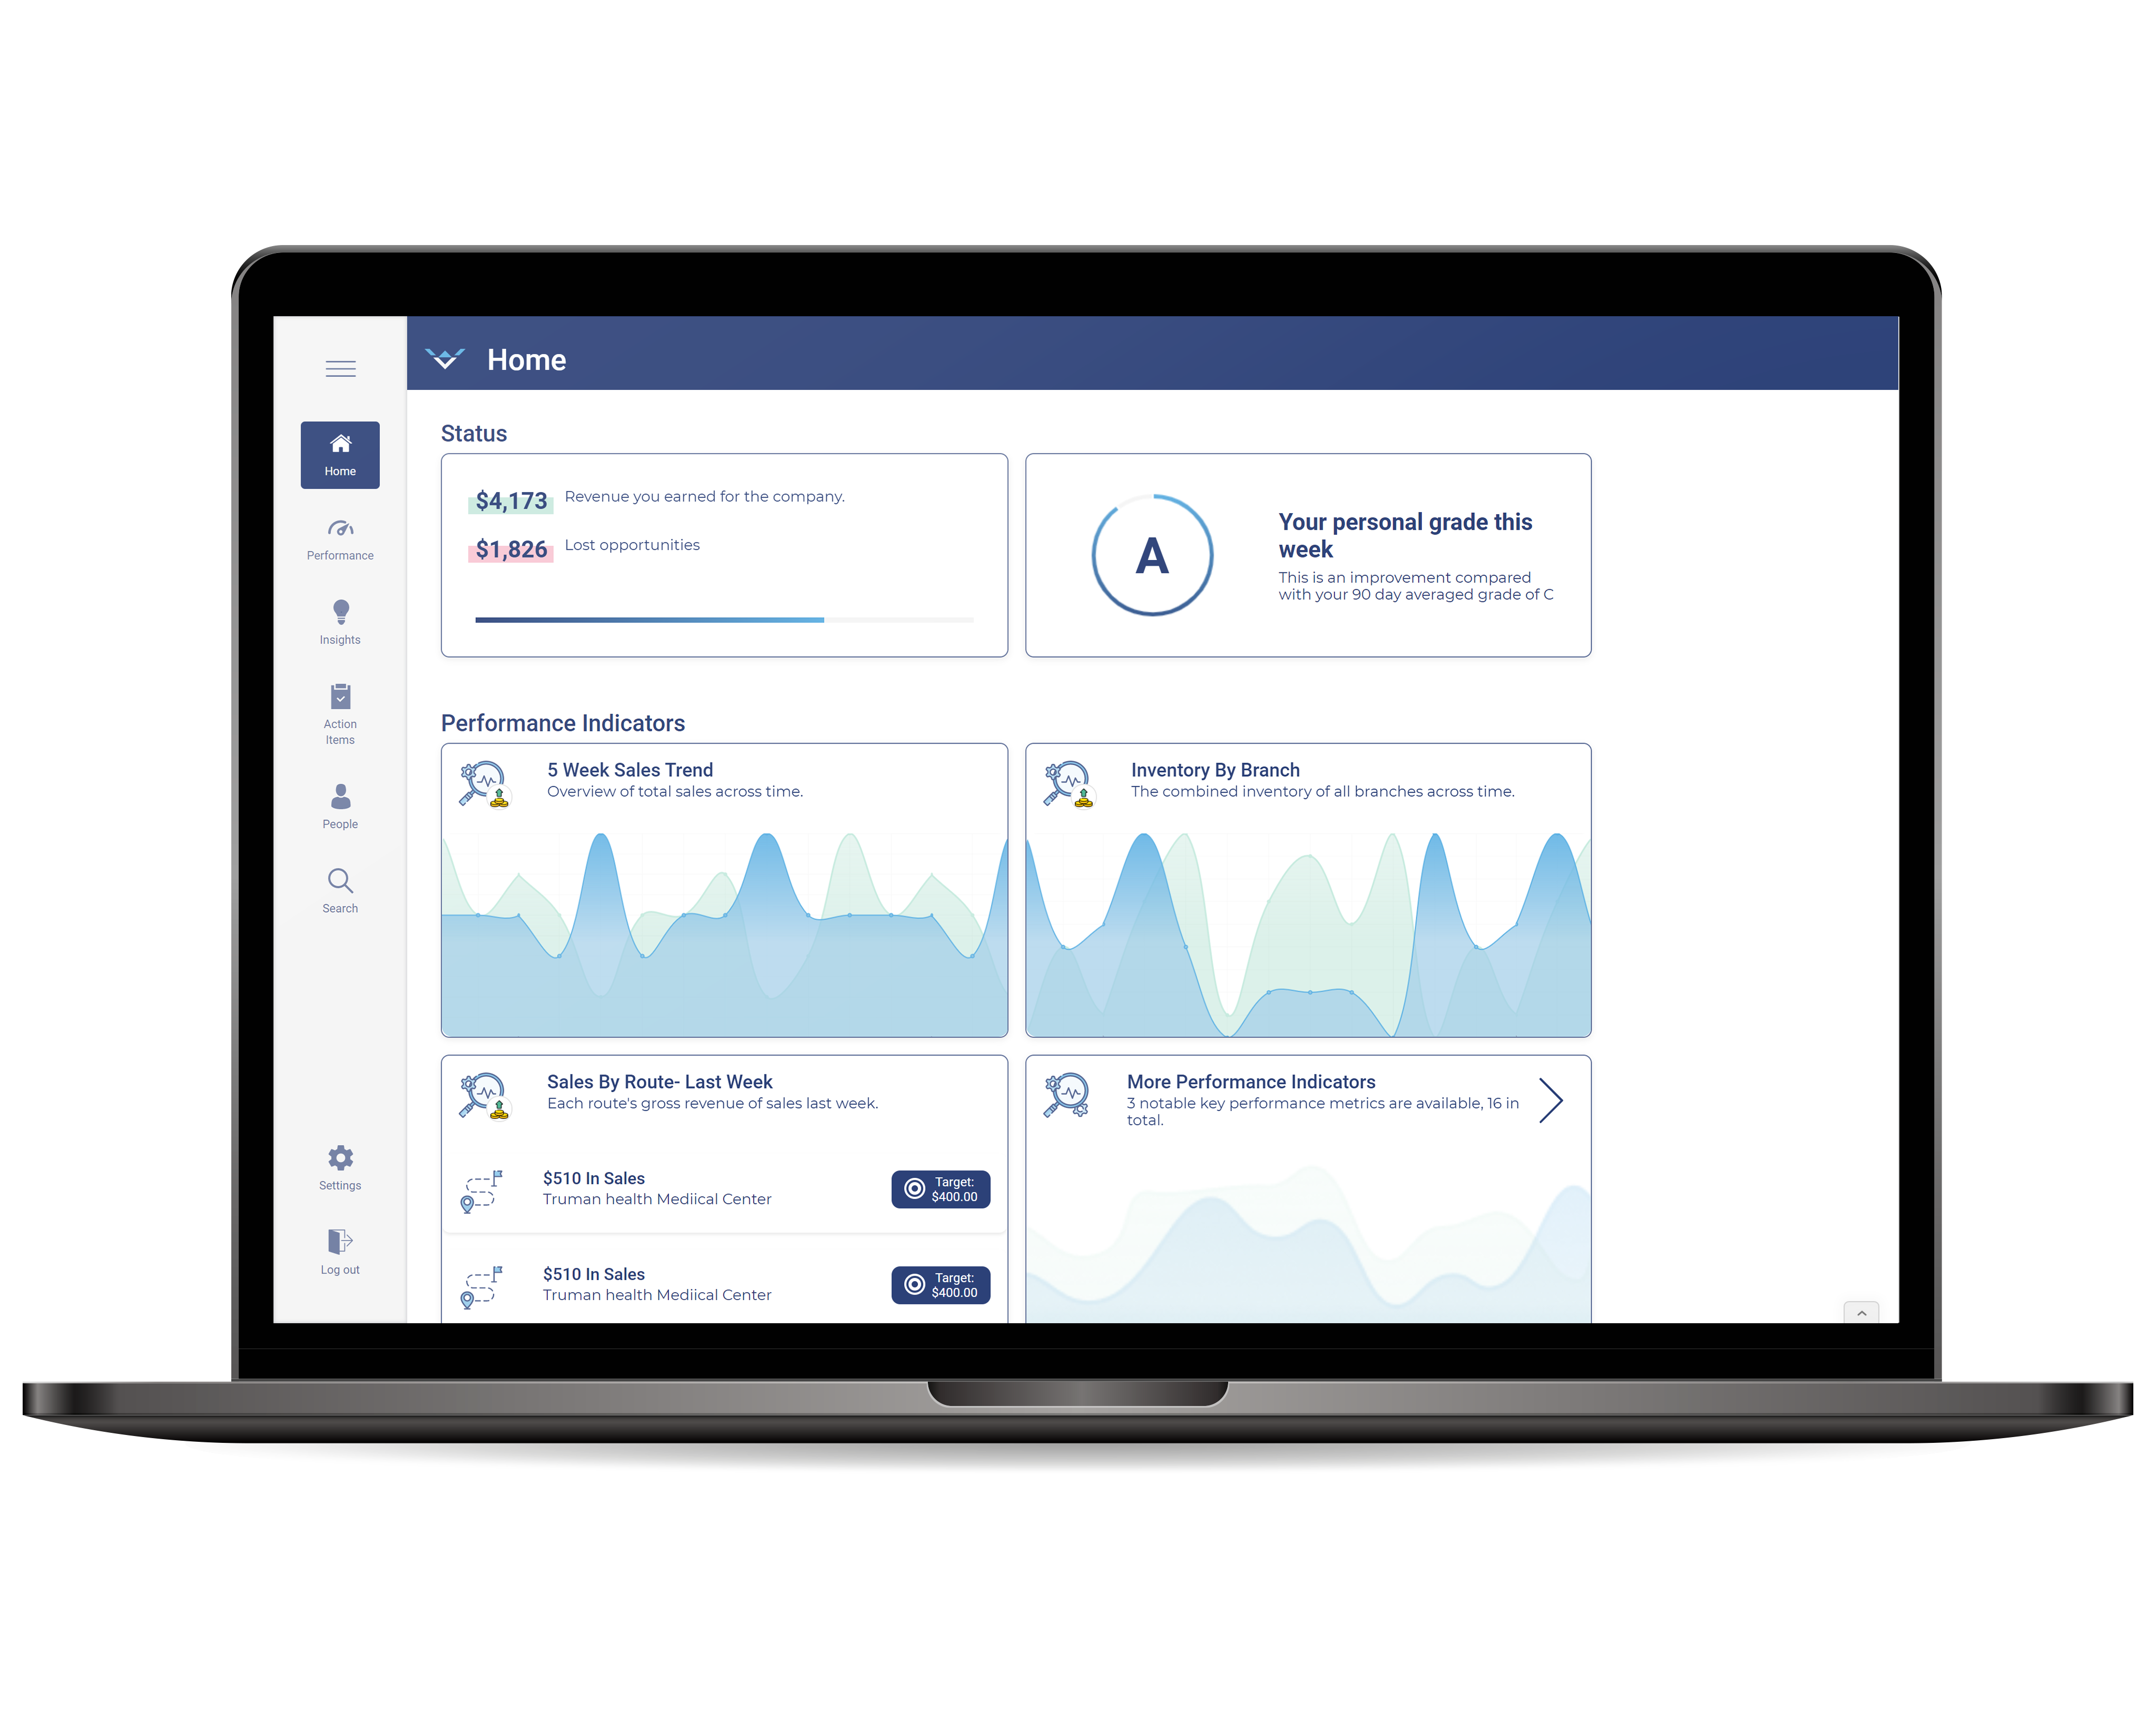 Home
Home
Performance
Insights
Action
Items
People
Search
Settings
Log out
Status
$4,173 Revenue you earned for the company.
$1,826 Lost opportunities
A
Your personal grade this
week
This is an improvement compared
with your 90 day averaged grade of C
Performance Indicators
5 Week Sales Trend
Overview of total sales across time.
Inventory By Branch
The combined inventory of all branches across time.
Sales By Route- Last Week
Each route's gross revenue of sales last week.
$510 In Sales
Truman health Mediical Center
Target:
$400.00
$510 In Sales
Truman health Mediical Center
Target:
$400.00
More Performance Indicators
3 notable key performance metrics are available, 16 in
total.